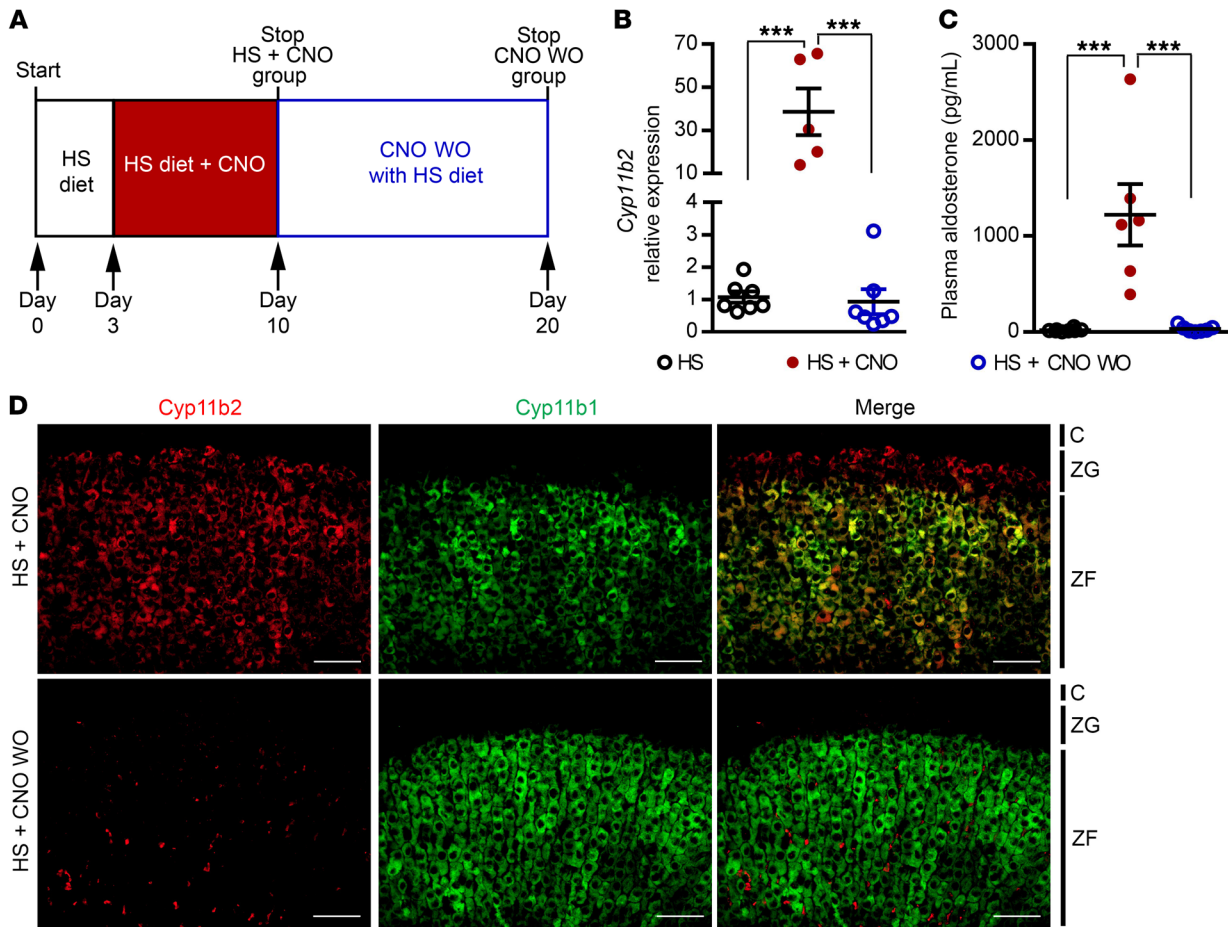 A
Start
Stop
HS + CNO
group
Stop
CNO WO
group
HS
diet
HS diet + CNO
CNO WO
with HS diet
Day
0
Day
3
Day
10
Day
20
B
***
***
Cyp11b2
relative expression
70
50
30
10
4
3
2
1
0
C
***
***
Plasma aldosterone (pg/mL)
3000
2000
1000
0
HS
HS + CNO
HS + CNO WO
D
Cyp11b2
Cyp11b1
Merge
HS + CNO
C
ZG
ZF
HS + CNO WO
C
ZG
ZF